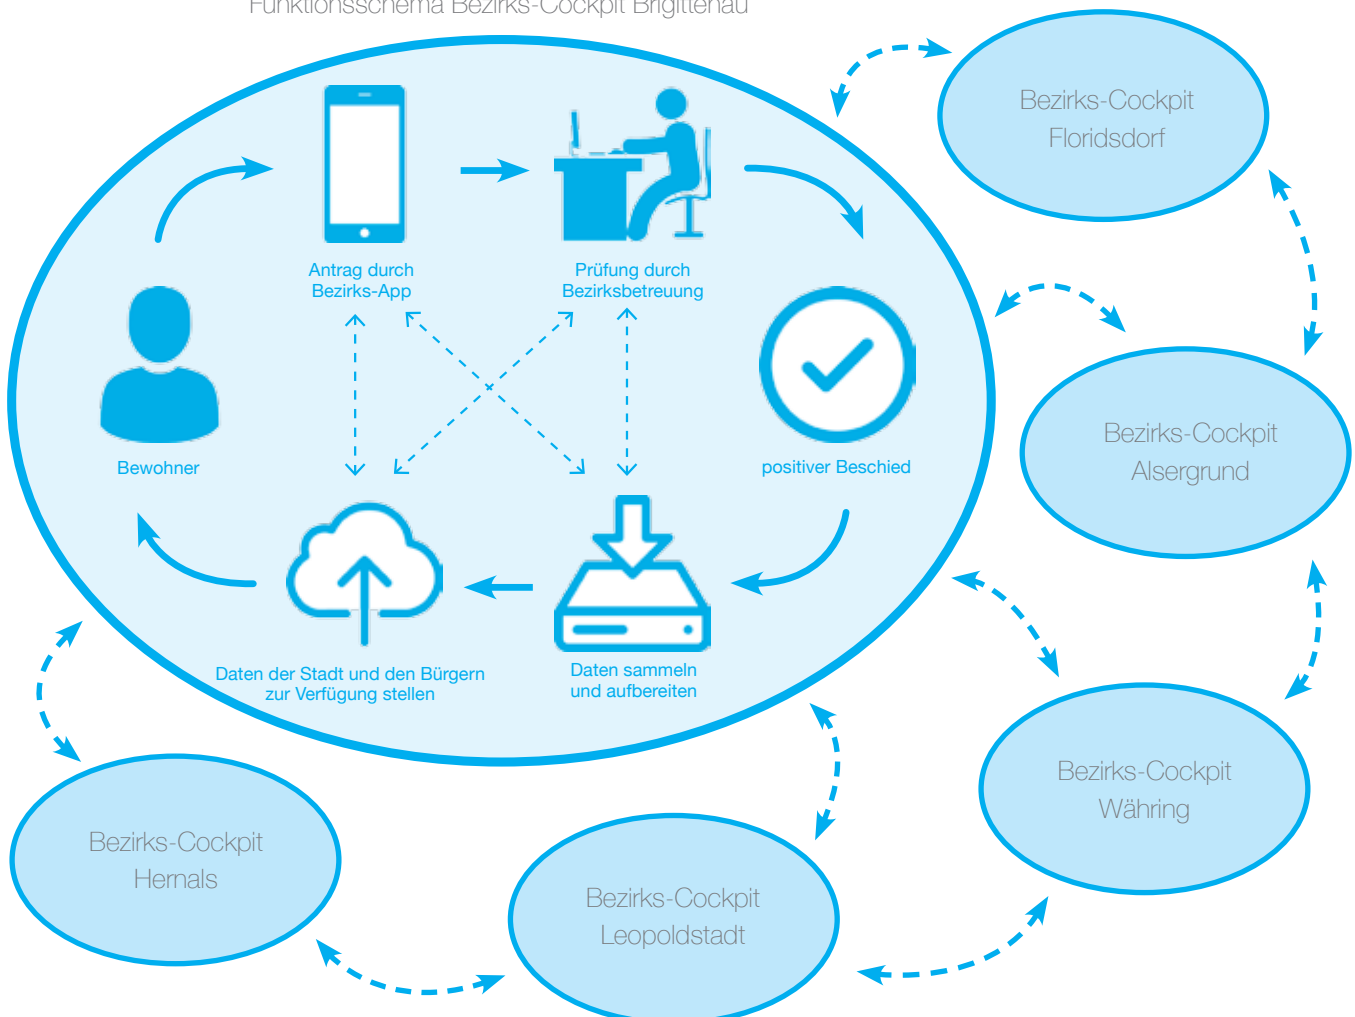 Funktionsschema Bezirks-Cockpit Brigittenau
Bezirks-Cockpit
Floridsdorf
Antrag durch
Bezirks-App
Prüfung durch
Bezirksbetreuung
Bewohner
positiver Beschied
Bezirks-Cockpit
Alsergrund
Daten der Stadt und den Bürgern
zur Verfügung stellen
Daten sammeln
und aufbereiten
Bezirks-Cockpit
Währing
Bezirks-Cockpit
Hernals
Bezirks-Cockpit
Leopoldstadt